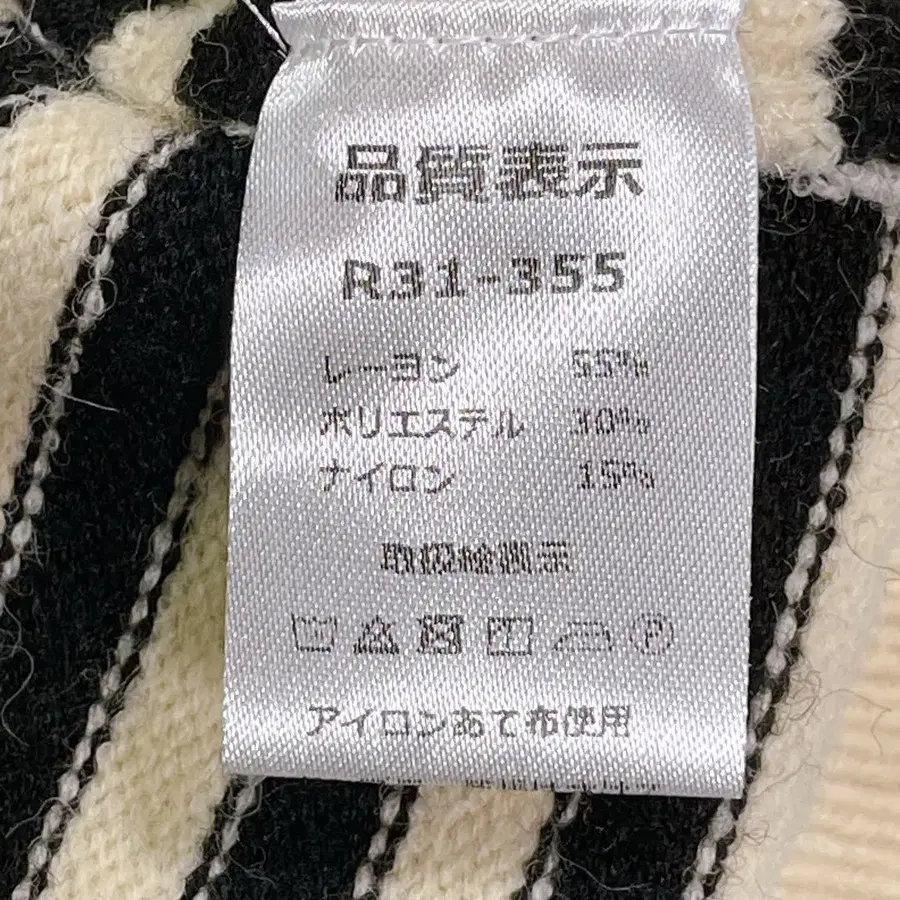 品質表示
R31-355
レーヨン 55%
ポリエステル 30%
ナイロン 15%
取扱絵表示
アイロンあて布使用